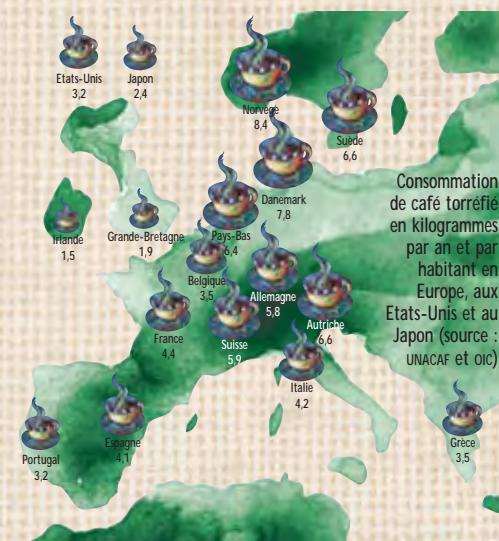 Etats-Unis
3,2
Japon
2,4
Norvège
8,4
Suède
6,6
Danemark
7,8
Irlande
1,5
Grande-Bretagne
1,9
Pays-Bas
6,4
Belgique
3,5
Allemagne
5,8
Autriche
6,6
France
4,4
Suisse
5,9
Italie
4,2
Espagne
4,1
Portugal
3,2
Grèce
3,5
Consommation
de café torréfié
en kilogrammes
par an et par
habitant en
Europe, aux
Etats-Unis et au
Japon (source :
UNACAF et OIC)